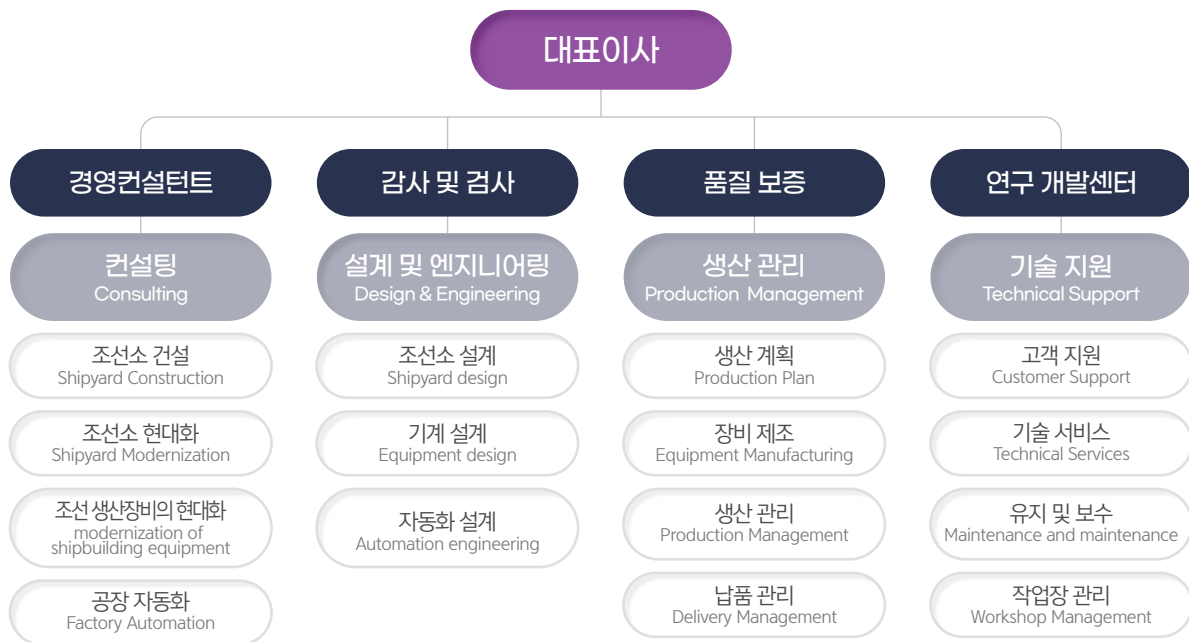 대표이사
경영컨설턴트
감사 및 검사
품질 보증
연구 개발센터
컨설팅
Consulting
설계 및 엔지니어링
Design & Engineering
생산 관리
Production Management
기술 지원
Technical Support
조선소 건설
Shipyard Construction
조선소 설계
Shipyard design
생산 계획
Production Plan
고객 지원
Customer Support
조선소 현대화
Shipyard Modernization
기계 설계
Equipment design
장비 제조
Equipment Manufacturing
기술 서비스
Technical Services
조선 생산장비의 현대화
modernization of
shipbuilding equipment
자동화 설계
Automation engineering
생산 관리
Production Management
유지 및 보수
Maintenance and maintenance
공장 자동화
Factory Automation
납품 관리
Delivery Management
작업장 관리
Workshop Management